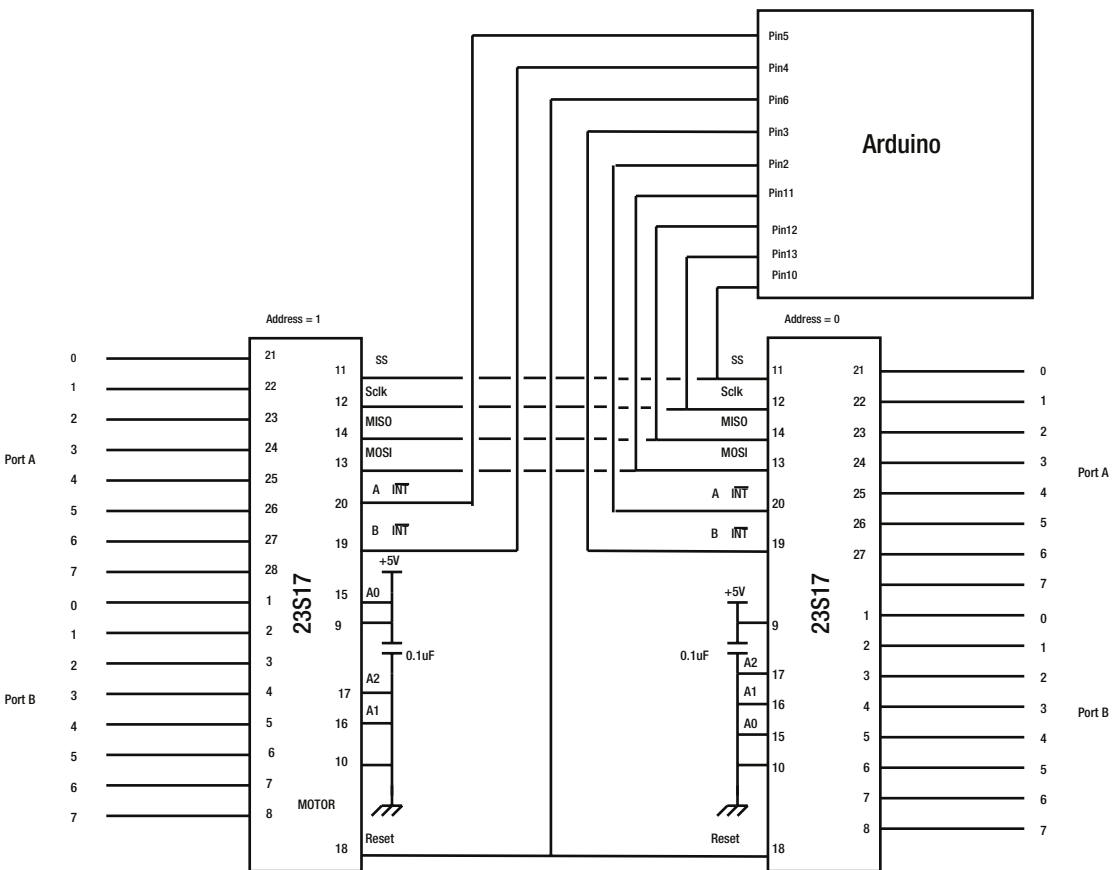 Pin5
Pin4
Pin6
Pin3
Pin2
Pin11
Pin12
Pin13
Pin10
Arduino
Address = 1
Port A
0
1
2
3
4
5
6
7
Port B
0
1
2
3
4
5
6
7
21
22
23
24
25
26
27
28
1
2
3
4
5
6
7
8
23S17
MOTOR
11
12
14
13
20
19
15
9
17
16
10
18
SS
Sclk
MISO
MOSI
A INT
B INT
+5V
A0
0.1uF
A2
A1
Reset
Address = 0
SS
Sclk
MISO
MOSI
A INT
B INT
+5V
0.1uF
A2
A1
A0
Reset
11
12
14
13
20
19
9
17
16
15
10
18
23S17
21
22
23
24
25
26
27
1
2
3
4
5
6
7
8
0
1
2
3
4
5
6
7
Port A
0
1
2
3
4
5
6
7
Port B